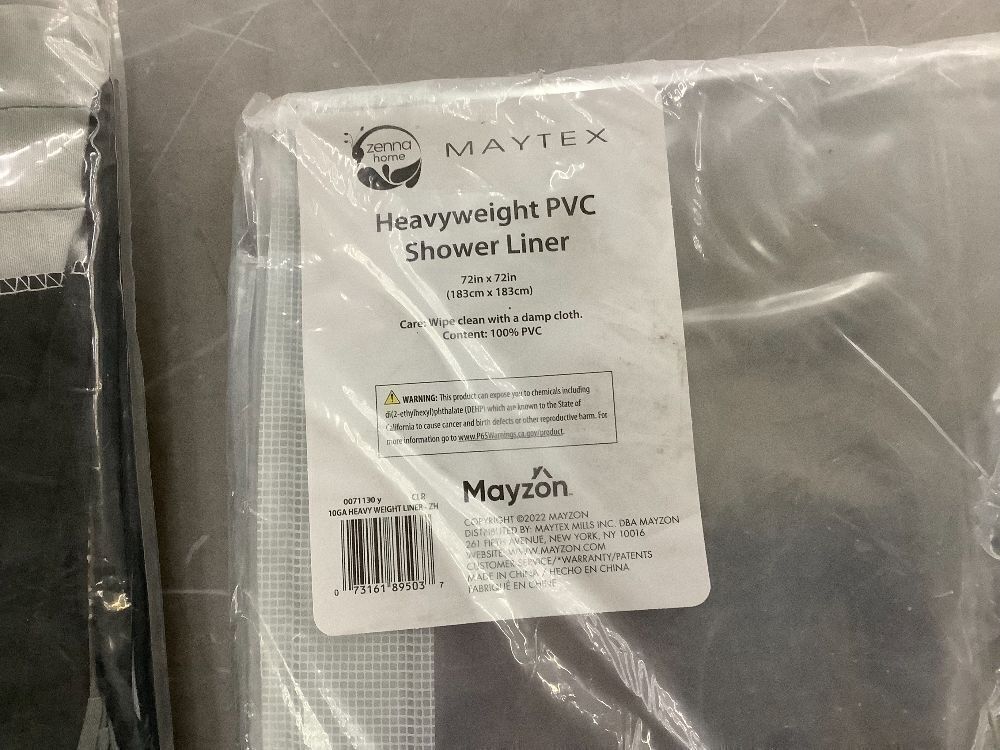 zenna
home
MAYTEX
Heavyweight PVC
Shower Liner
72in x 72in
(183cm x 183cm)
Care: Wipe clean with a damp cloth.
Content: 100% PVC
WARNING: This product can expose you to chemicals including
di(2-ethylhexyl)phthalate (DEHP) which are known to the State of
California to cause cancer and birth defects or other reproductive harm. For
more information go to www.P65Warnings.ca.gov/product.
Mayzon
0071130 y CLR
10GA HEAVY WEIGHT LINER - ZH
0 73161 89503 7
COPYRIGHT ©2022 MAYZON
DISTRIBUTED BY: MAYTEX MILLS INC. DBA MAYZON
261 FIFTH AVENUE, NEW YORK, NY 10016
WEBSITE: WWW.MAYZON.COM
CUSTOMER SERVICE/*WARRANTY/PATENTS
MADE IN CHINA / HECHO EN CHINA
FABRIQUÉ EN CHINE